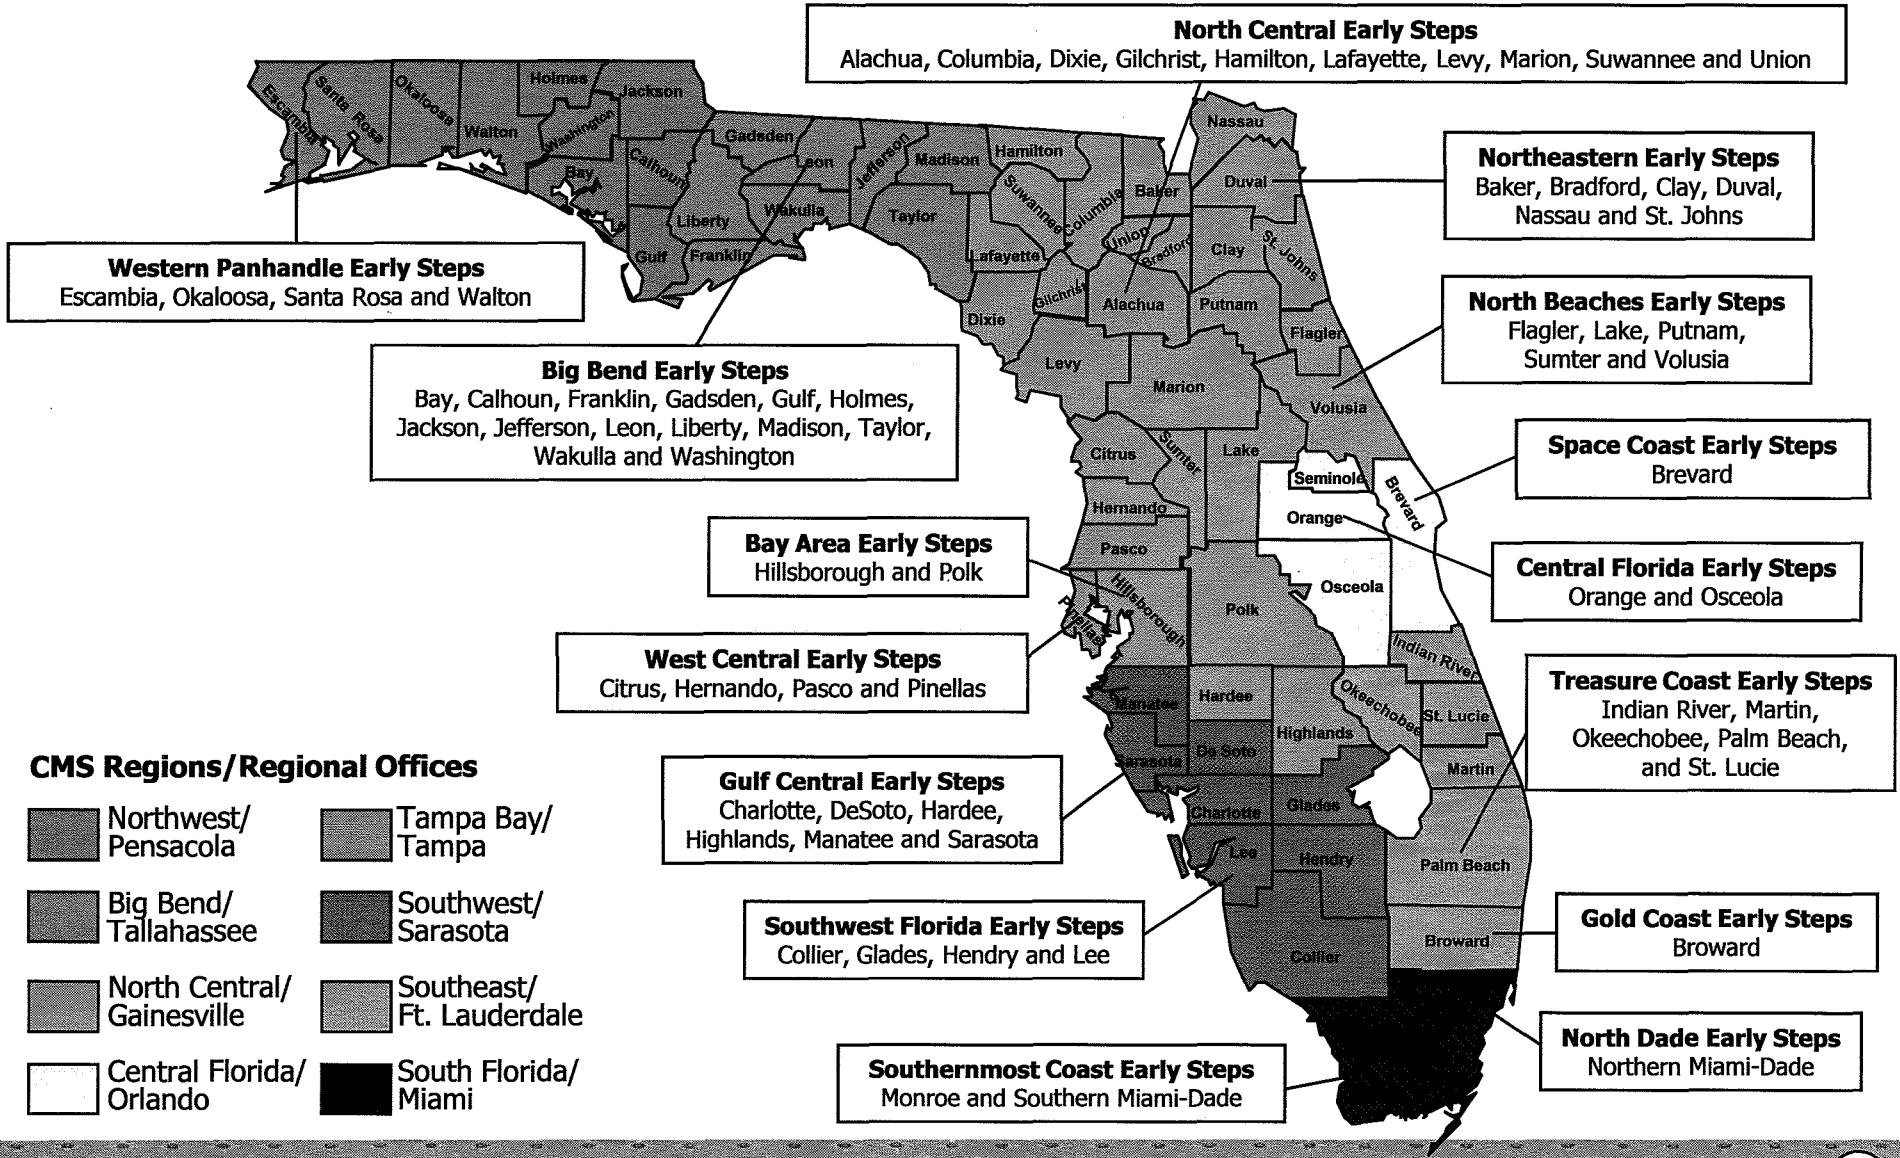 North Central Early Steps
Alachua, Columbia, Dixie, Gilchrist, Hamilton, Lafayette, Levy, Marion, Suwannee and Union
Northeastern Early Steps
Baker, Bradford, Clay, Duval,
Nassau and St. Johns
Western Panhandle Early Steps
Escambia, Okaloosa, Santa Rosa and Walton
North Beaches Early Steps
Flagler, Lake, Putnam,
Sumter and Volusia
Big Bend Early Steps
Bay, Calhoun, Franklin, Gadsden, Gulf, Holmes,
Jackson, Jefferson, Leon, Liberty, Madison, Taylor,
Wakulla and Washington
Space Coast Early Steps
Brevard
Bay Area Early Steps
Hillsborough and Polk
Central Florida Early Steps
Orange and Osceola
West Central Early Steps
Citrus, Hernando, Pasco and Pinellas
Treasure Coast Early Steps
Indian River, Martin,
Okeechobee, Palm Beach,
and St. Lucie
Gulf Central Early Steps
Charlotte, DeSoto, Hardee,
Highlands, Manatee and Sarasota
Southwest Florida Early Steps
Collier, Glades, Hendry and Lee
Gold Coast Early Steps
Broward
North Dade Early Steps
Northern Miami-Dade
Southernmost Coast Early Steps
Monroe and Southern Miami-Dade
CMS Regions/Regional Offices
Northwest/
Pensacola
Big Bend/
Tallahassee
North Central/
Gainesville
Central Florida/
Orlando
Tampa Bay/
Tampa
Southwest/
Sarasota
Southeast/
Ft. Lauderdale
South Florida/
Miami
Escambia
Santa Rosa
Okaloosa
Walton
Holmes
Washington
Jackson
Bay
Calhoun
Gulf
Gadsden
Liberty
Franklin
Leon
Wakulla
Jefferson
Madison
Taylor
Hamilton
Suwannee
Lafayette
Columbia
Baker
Nassau
Duval
Union
Bradford
Clay
St. Johns
Dixie
Gilchrist
Alachua
Putnam
Flagler
Levy
Marion
Volusia
Citrus
Sumter
Lake
Seminole
Orange
Brevard
Hernando
Pasco
Hillsborough
Pinellas
Polk
Osceola
Indian River
Manatee
Hardee
Highlands
Okeechobee
St. Lucie
Sarasota
De Soto
Martin
Charlotte
Glades
Lee
Hendry
Palm Beach
Collier
Broward